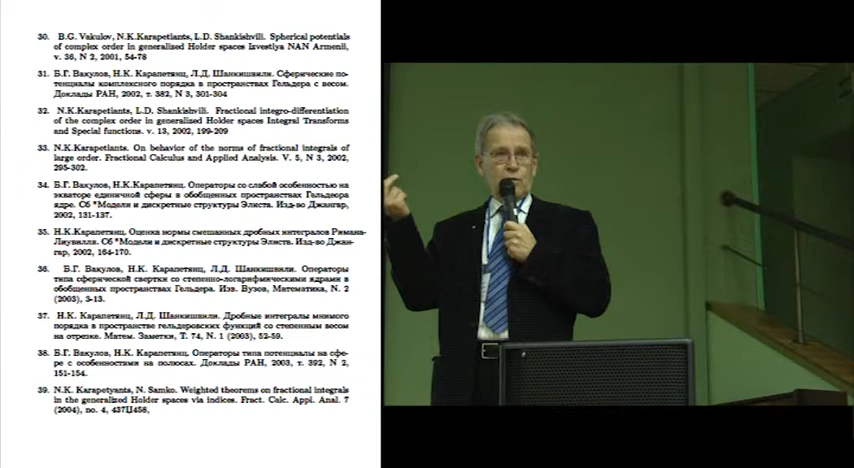 30. B.G. Vakulov, N.K.Karapetiants, L.D. Shankishvili. Spherical potentials
of complex order in generalized Holder spaces Izvestiya NAN Armenii,
v. 36, N 2, 2001, 54-78
31. Б.Г. Вакулов, Н.К. Карапетянц, Л.Д. Шанкишвили. Сферические по-
тенциалы комплексного порядка в пространствах Гельдера с весом.
Доклады РАН, 2002, т. 382, N 3, 301-304
32. N.K.Karapetiants, L.D. Shankishvili. Fractional integro-differentiation
of the complex order in generalized Holder spaces Integral Transforms
and Special functions. v. 13, 2002, 199-209
33. N.K.Karapetiants. On behavior of the norms of fractional integrals of
large order. Fractional Calculus and Applied Analysis. V. 5, N 3, 2002,
295-302.
34. Б.Г. Вакулов, Н.К.Карапетянц. Операторы со слабой особенностью на
экваторе единичной сферы в обобщенных пространствах Гельдеора
ядре. Сб "Модели и дискретные структуры Элиста. Изд-во Джангар,
2002, 131-137.
35. Н.К.Карапетянц. Оценка нормы смешанных дробных интегралов Римана-
Лиувилля. Сб "Модели и дискретные структуры Элиста. Изд-во Джан-
гар, 2002, 164-170.
36. Б.Г. Вакулов, Н.К. Карапетянц, Л.Д. Шанкишвили. Операторы
типа сферической свертки со степенно-логарифмическими ядрами в
обобщенных пространствах Гельдера. Изв. Вузов, Математика, N. 2
(2003), 3-13.
37. Н.К. Карапетянц, Л.Д. Шанкишвили. Дробные интегралы мнимого
порядка в пространстве гельдеровских функций со степенным весом
на отрезке. Матем. Заметки, Т. 74, N. 1 (2003), 52-59.
38. Б.Г. Вакулов, Н.К. Карапетянц. Операторы типа потенциалы на сфе-
ре с особенностями на полюсах. Доклады РАН, 2003, т. 392, N 2,
151-154.
39. N.K. Karapetyants, N. Samko. Weighted theorems on fractional integrals
in the generalized Holder spaces via indices. Fract. Calc. Appl. Anal. 7
(2004), no. 4, 437Ц458,